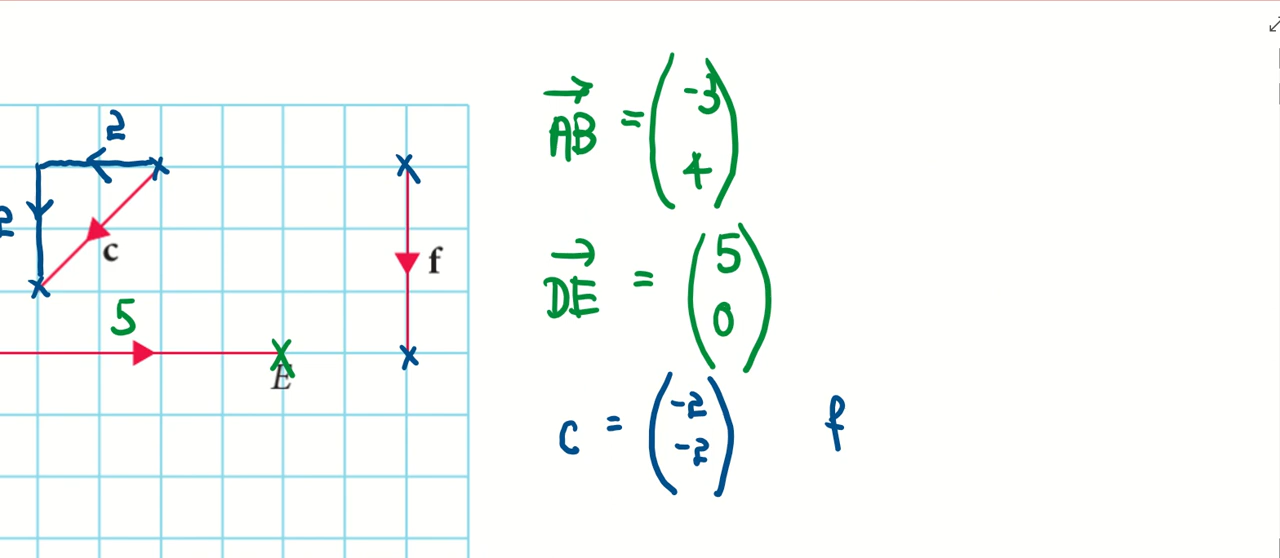 2
2
c
f
5
E
AB = (-3
4)
DE = (5
0)
c = (-2
-2)
f